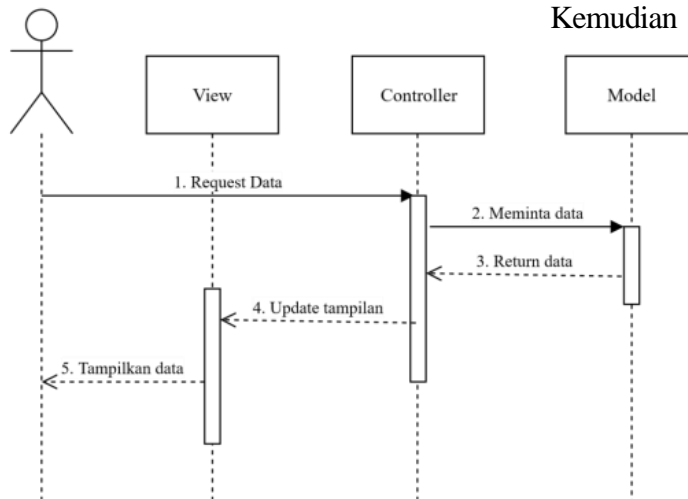 Kemudian
View
Controller
Model
1. Request Data
2. Meminta data
3. Return data
4. Update tampilan
5. Tampilkan data